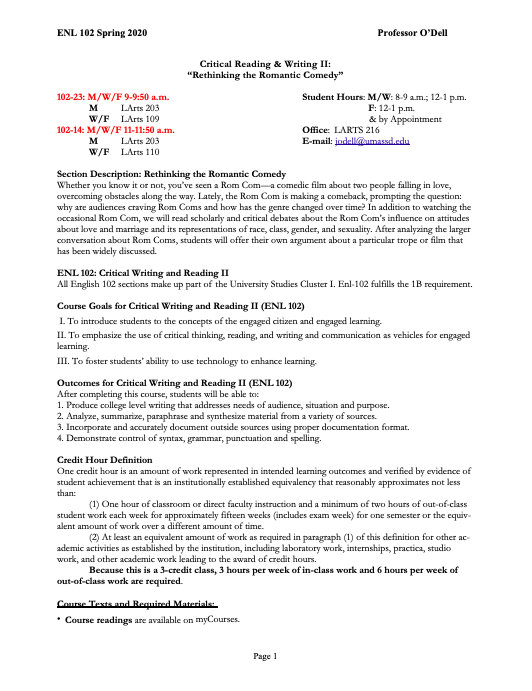 ENL 102 Spring 2020 Professor O'Dell
Critical Reading & Writing II:
"Rethinking the Romantic Comedy"
102-23: M/W/F 9-9:50 a.m. Student Hours: M/W: 8-9 a.m.; 12-1 p.m.
M LArts 203 F: 12-1 p.m.
W/F LArts 109 & by Appointment
102-14: M/W/F 11-11:50 a.m. Office: LARTS 216
M LArts 203 E-mail: jodell@umassd.edu
W/F LArts 110
Section Description: Rethinking the Romantic Comedy
Whether you know it or not, you've seen a Rom Com—a comedic film about two people falling in love,
overcoming obstacles along the way. Lately, the Rom Com is making a comeback, prompting the question:
why are audiences craving Rom Coms and how has the genre changed over time? In addition to watching the
occasional Rom Com, we will read scholarly and critical debates about the Rom Com's influence on attitudes
about love and marriage and its representations of race, class, gender, and sexuality. After analyzing the larger
conversation about Rom Coms, students will offer their own argument about a particular trope or film that
has been widely discussed.
ENL 102: Critical Writing and Reading II
All English 102 sections make up part of the University Studies Cluster I. Enl-102 fulfills the 1B requirement.
Course Goals for Critical Writing and Reading II (ENL 102)
I. To introduce students to the concepts of the engaged citizen and engaged learning.
II. To emphasize the use of critical thinking, reading, and writing and communication as vehicles for engaged
learning.
III. To foster students' ability to use technology to enhance learning.
Outcomes for Critical Writing and Reading II (ENL 102)
After completing this course, students will be able to:
1. Produce college level writing that addresses needs of audience, situation and purpose.
2. Analyze, summarize, paraphrase and synthesize material from a variety of sources.
3. Incorporate and accurately document outside sources using proper documentation format.
4. Demonstrate control of syntax, grammar, punctuation and spelling.
Credit Hour Definition
One credit hour is an amount of work represented in intended learning outcomes and verified by evidence of
student achievement that is an institutionally established equivalency that reasonably approximates not less
than:
(1) One hour of classroom or direct faculty instruction and a minimum of two hours of out-of-class
student work each week for approximately fifteen weeks (includes exam week) for one semester or the equiv-
alent amount of work over a different amount of time.
(2) At least an equivalent amount of work as required in paragraph (1) of this definition for other ac-
ademic activities as established by the institution, including laboratory work, internships, practica, studio
work, and other academic work leading to the award of credit hours.
Because this is a 3-credit class, 3 hours per week of in-class work and 6 hours per week of
out-of-class work are required.
Course Texts and Required Materials:
• Course readings are available on myCourses.
Page 1